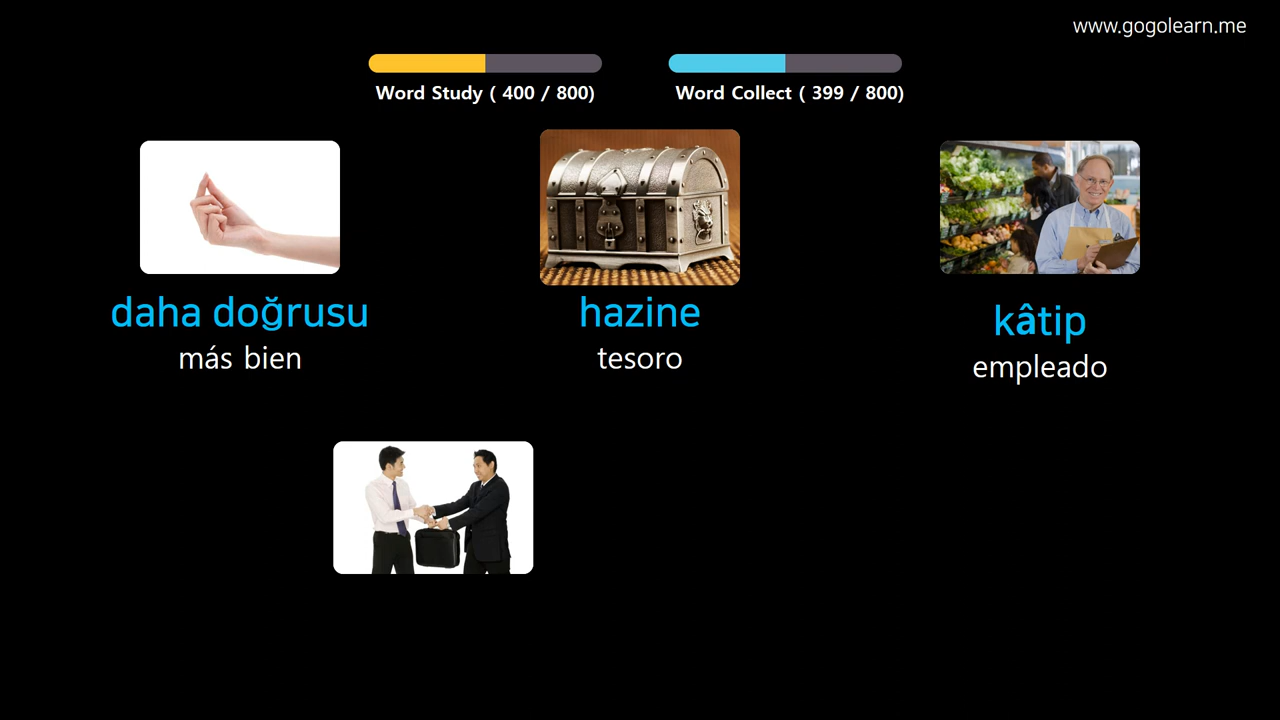 www.gogolearn.me
Word Study ( 400 / 800)
Word Collect ( 399 / 800)
daha doğrusu
más bien
hazine
tesoro
kâtip
empleado